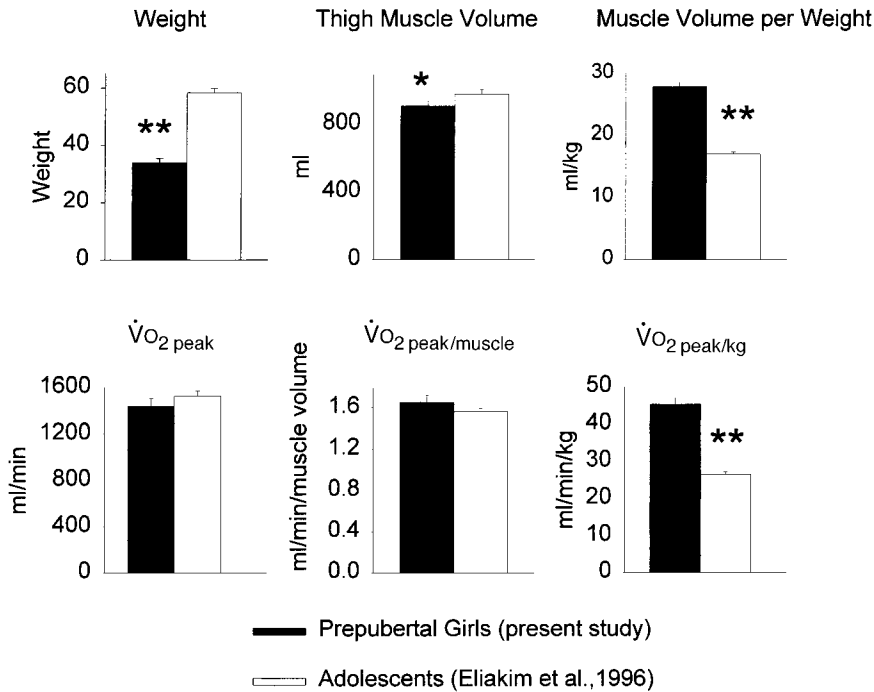 Weight
Thigh Muscle Volume
Muscle Volume per Weight
Weight
60
40
20
0
**
ml
800
400
0
*
ml/kg
30
20
10
0
**
V̇O2 peak
V̇O2 peak/muscle
V̇O2 peak/kg
ml/min
1600
1200
800
400
0
ml/min/muscle volume
1.6
1.2
0.8
0.4
0.0
ml/min/kg
50
40
30
20
10
0
**
Prepubertal Girls (present study)
Adolescents (Eliakim et al.,1996)